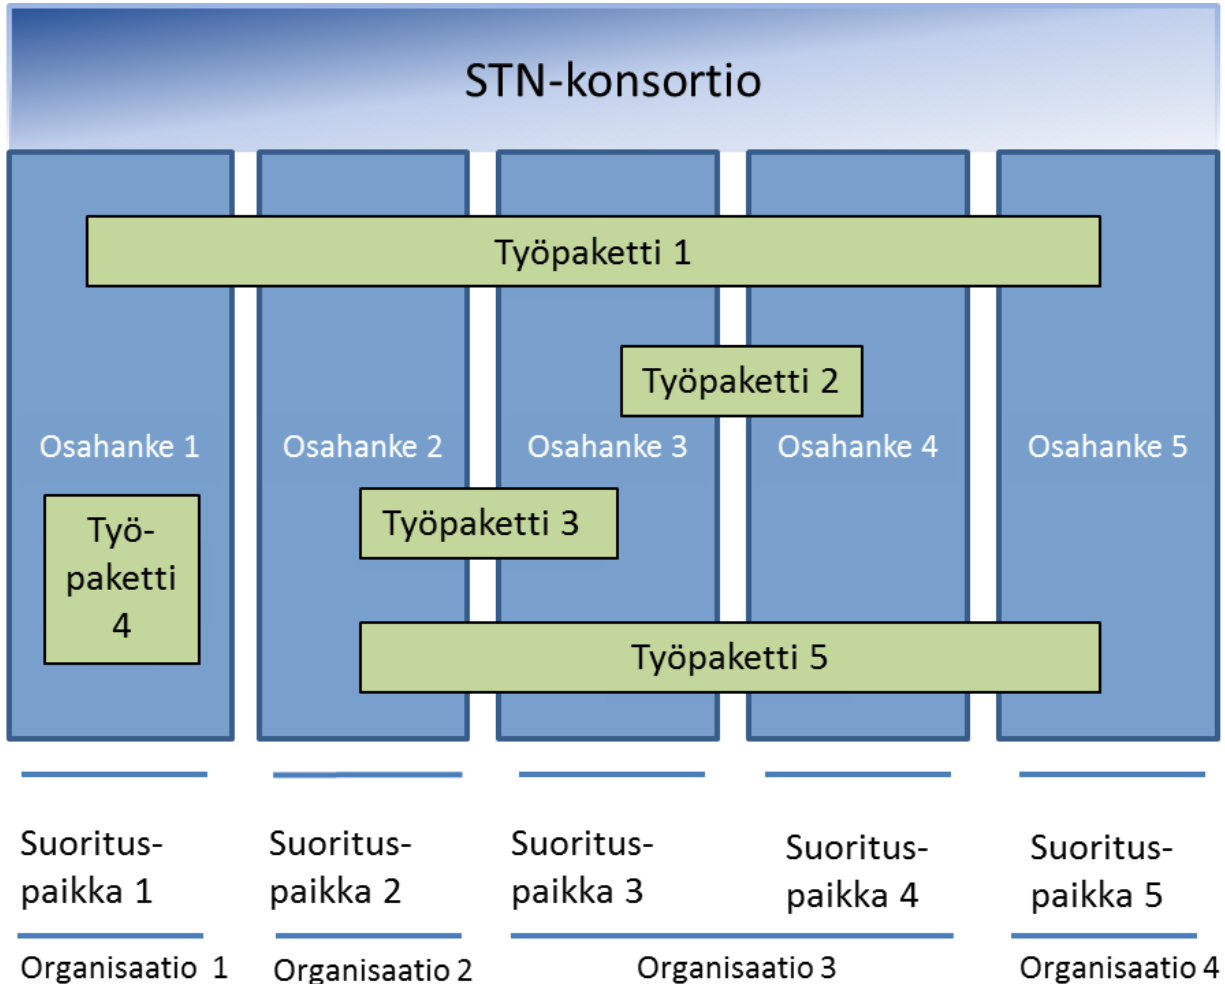 STN-konsortio
Työpaketti 1
Työpaketti 2
Osahanke 1
Osahanke 2
Osahanke 3
Osahanke 4
Osahanke 5
Työpaketti 3
Työ-
paketti
4
Työpaketti 5
Suoritus-
paikka 1
Suoritus-
paikka 2
Suoritus-
paikka 3
Suoritus-
paikka 4
Suoritus-
paikka 5
Organisaatio 1
Organisaatio 2
Organisaatio 3
Organisaatio 4